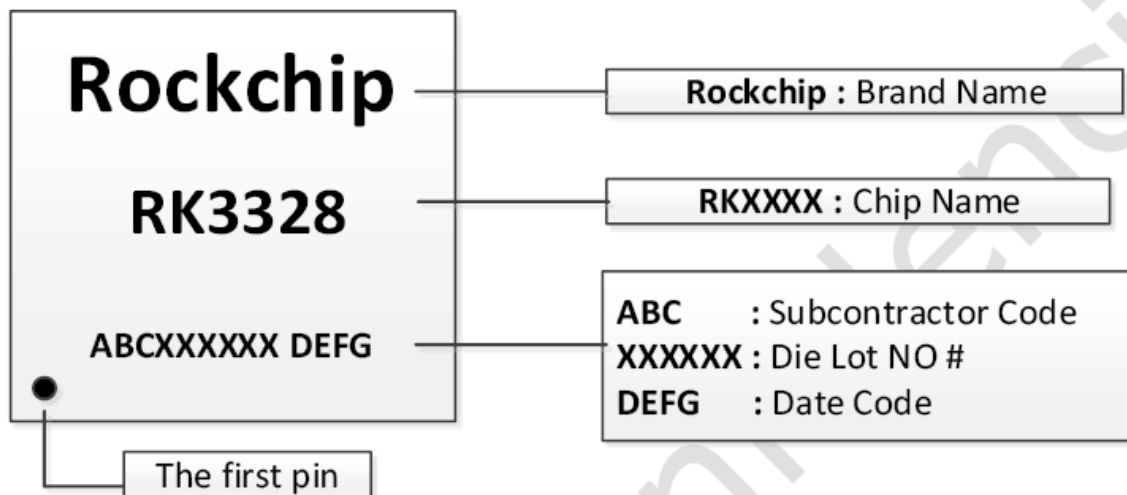 Rockchip
Rockchip : Brand Name
RK3328
RKXXXX : Chip Name
ABCXXXXXX DEFG
ABC : Subcontractor Code
XXXXXX : Die Lot NO #
DEFG : Date Code
The first pin